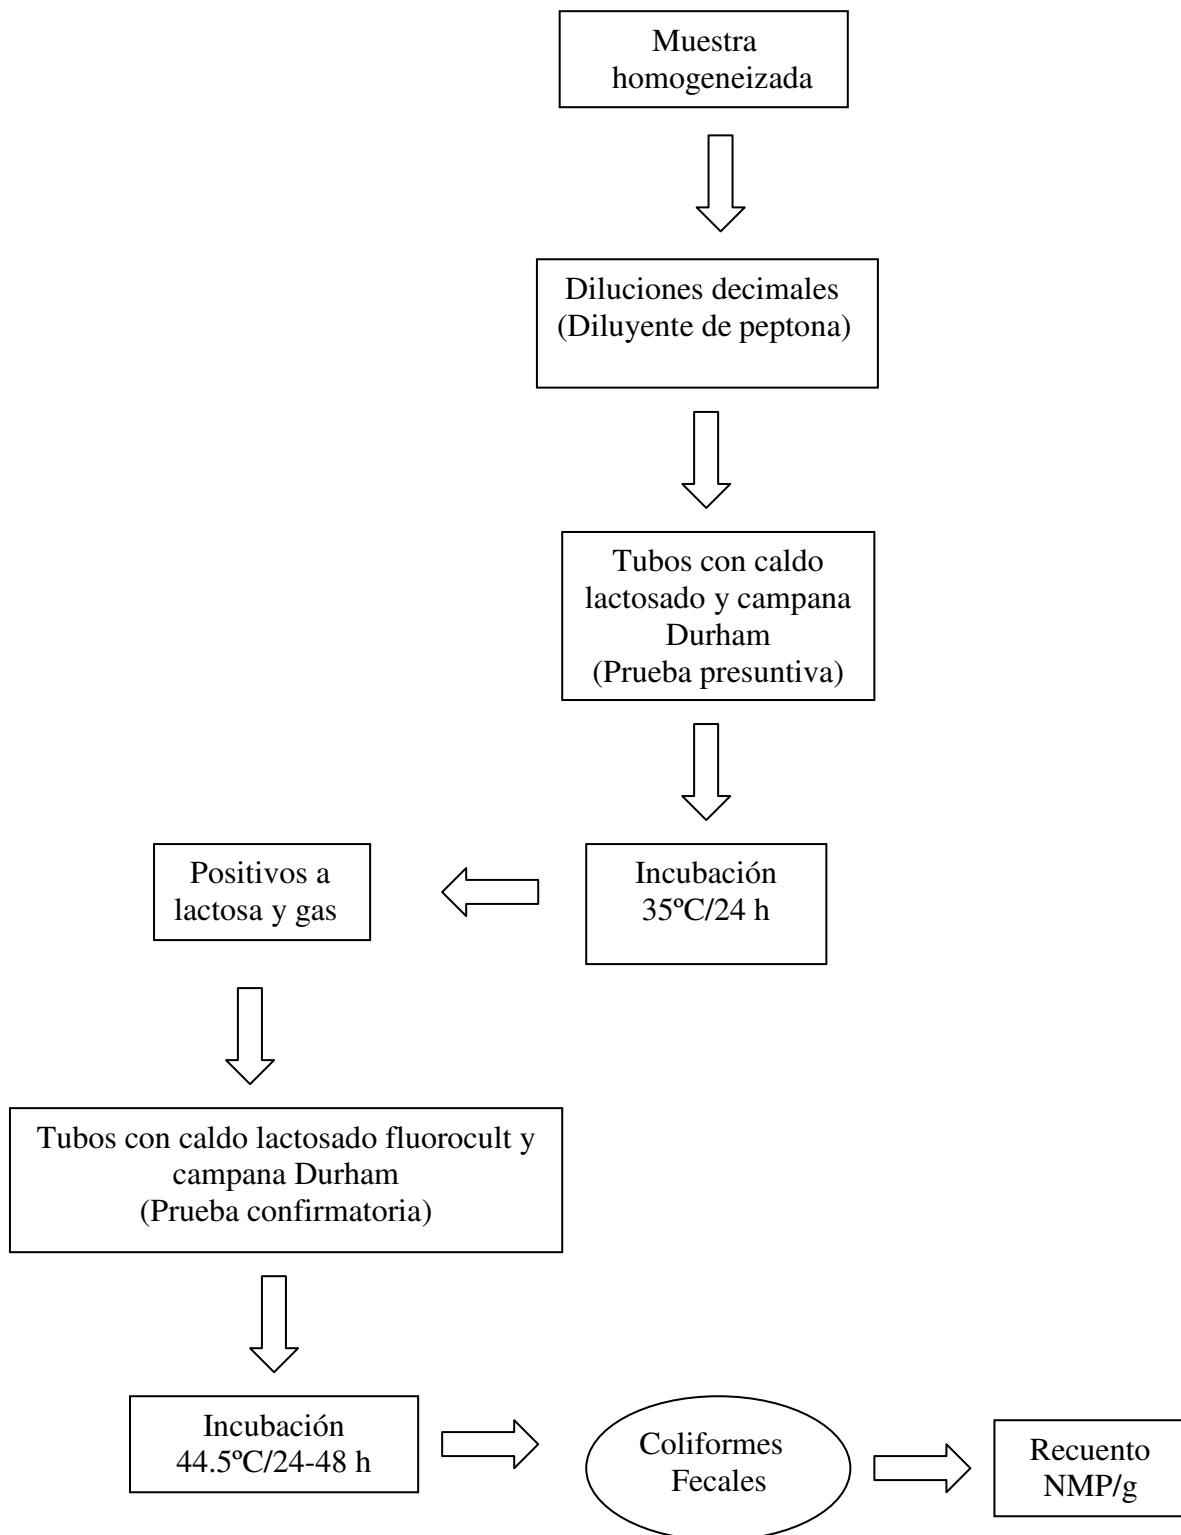 Muestra
homogeneizada
Diluciones decimales
(Diluyente de peptona)
Tubos con caldo
lactosado y campana
Durham
(Prueba presuntiva)
Incubación
35ºC/24 h
Positivos a
lactosa y gas
Tubos con caldo lactosado fluorocult y
campana Durham
(Prueba confirmatoria)
Incubación
44.5ºC/24-48 h
Coliformes
Fecales
Recuento
NMP/g